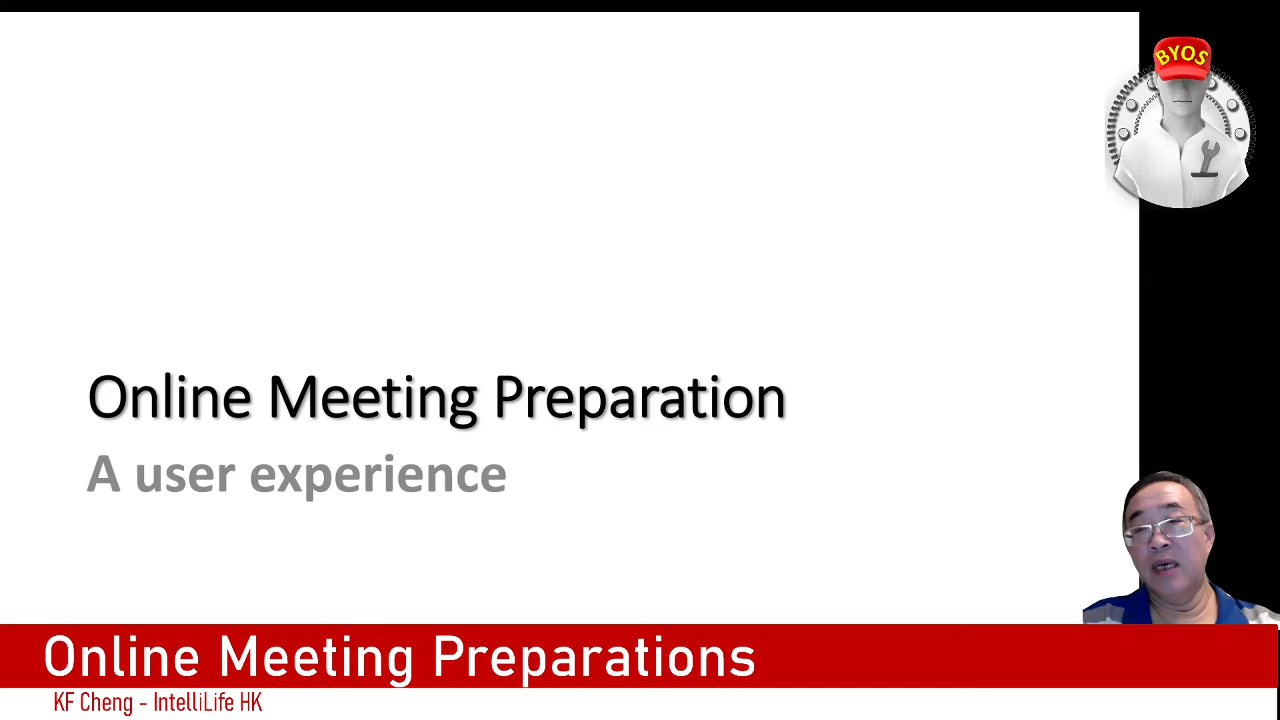 BYOS
Online Meeting Preparation
A user experience
Online Meeting Preparations
KF Cheng - IntelliLife HK